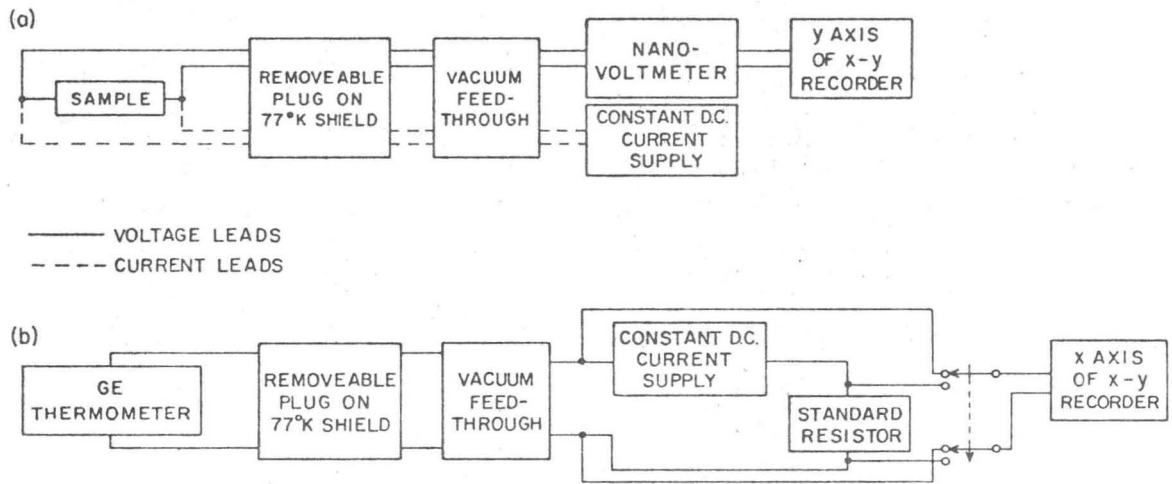 (a)
SAMPLE
REMOVEABLE
PLUG ON
77°K SHIELD
VACUUM
FEED-
THROUGH
NANO-
VOLTMETER
CONSTANT D.C.
CURRENT
SUPPLY
y AXIS
OF x-y
RECORDER
VOLTAGE LEADS
CURRENT LEADS
(b)
GE
THERMOMETER
REMOVEABLE
PLUG ON
77°K SHIELD
VACUUM
FEED-
THROUGH
CONSTANT D.C.
CURRENT
SUPPLY
STANDARD
RESISTOR
x AXIS
OF x-y
RECORDER